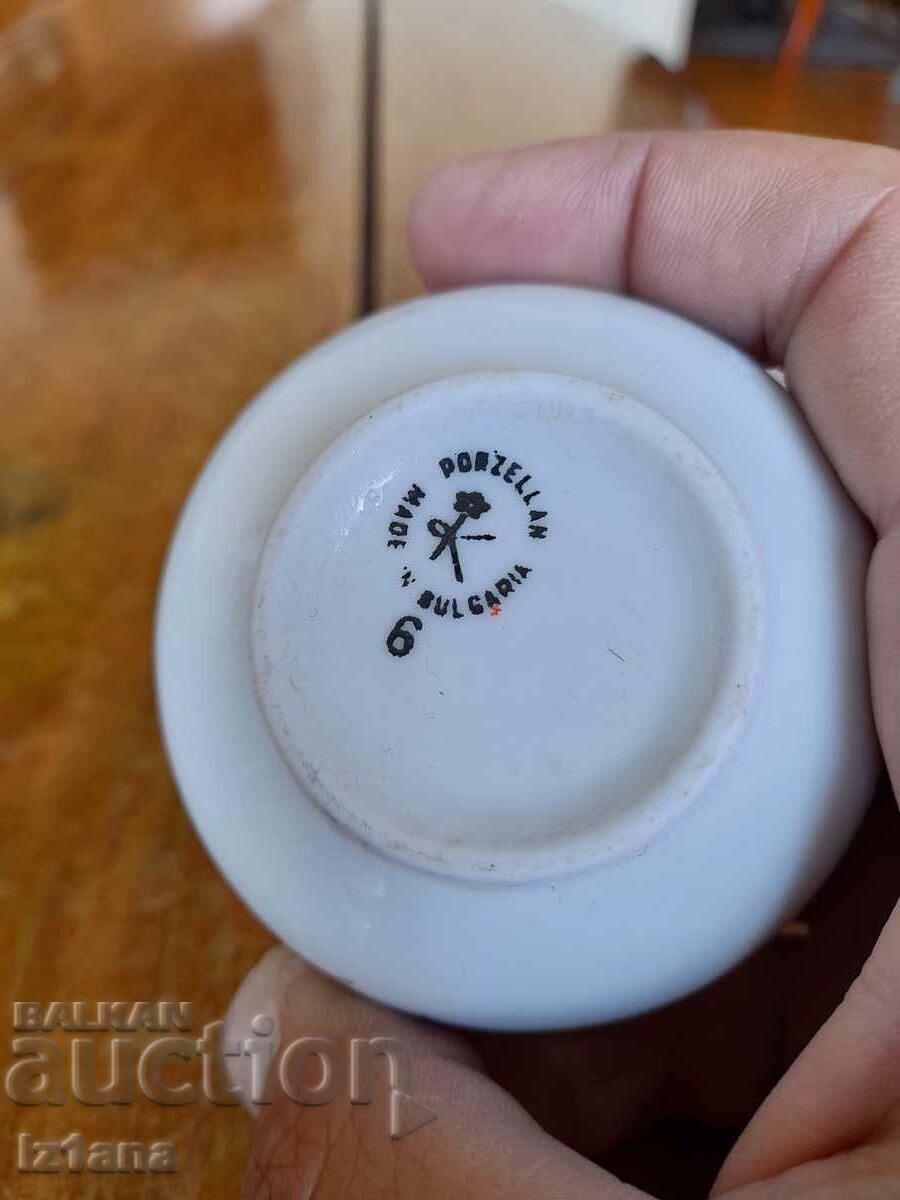 PORZELLAN
MADE IN BULGARIA
6
BALKAN
auction
iz1ana